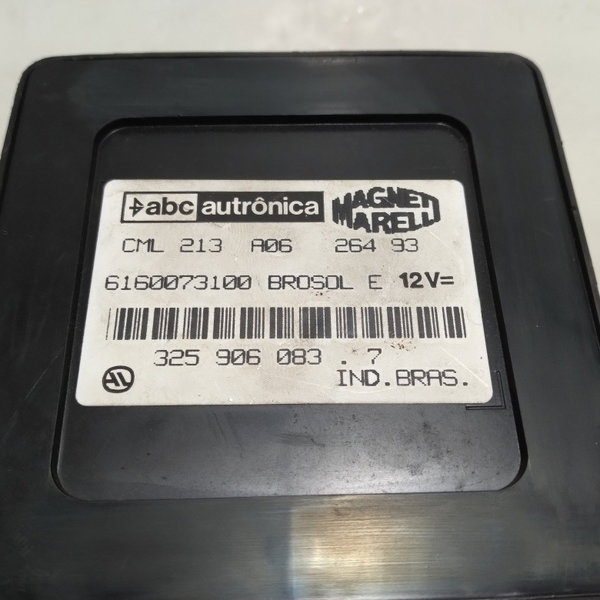 abc autrônica MAGNETI MARELLI
CML 213 A06 264 93
6160073100 BROSOL E 12V=
325 906 083 . 7
IND.BRAS.